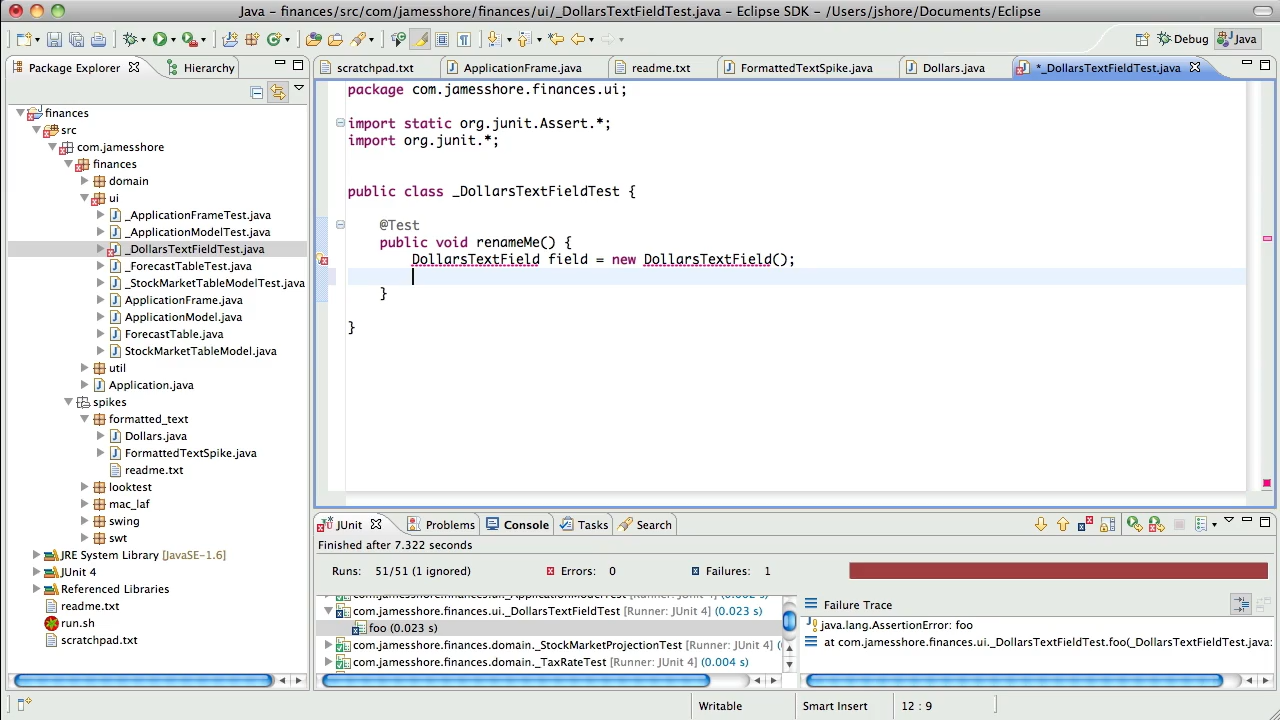 Java – finances/src/com/jamesshore/finances/ui/_DollarsTextFieldTest.java – Eclipse SDK – /Users/jshore/Documents/Eclipse
Debug Java
Package Explorer Hierarchy
scratchpad.txt ApplicationFrame.java readme.txt FormattedTextSpike.java Dollars.java *_DollarsTextFieldTest.java
finances
src
com.jamesshore
finances
domain
ui
_ApplicationFrameTest.java
_ApplicationModelTest.java
_DollarsTextFieldTest.java
_ForecastTableTest.java
_StockMarketTableModelTest.java
ApplicationFrame.java
ApplicationModel.java
ForecastTable.java
StockMarketTableModel.java
util
Application.java
spikes
formatted_text
Dollars.java
FormattedTextSpike.java
readme.txt
looktest
mac_laf
swing
swt
JRE System Library [JavaSE-1.6]
JUnit 4
Referenced Libraries
readme.txt
run.sh
scratchpad.txt
package com.jamesshore.finances.ui;
import static org.junit.Assert.*;
import org.junit.*;
public class _DollarsTextFieldTest {
@Test
public void renameMe() {
DollarsTextField field = new DollarsTextField();
}
}
JUnit Problems Console Tasks Search
Finished after 7.322 seconds
Runs: 51/51 (1 ignored) Errors: 0 Failures: 1
com.jamesshore.finances.ui._ApplicationModelTest [Runner: JUnit 4] (0.002 s)
com.jamesshore.finances.ui._DollarsTextFieldTest [Runner: JUnit 4] (0.023 s)
foo (0.023 s)
com.jamesshore.finances.domain._StockMarketProjectionTest [Runner: JUnit 4] (
com.jamesshore.finances.domain._TaxRateTest [Runner: JUnit 4] (0.004 s)
Failure Trace
java.lang.AssertionError: foo
at com.jamesshore.finances.ui._DollarsTextFieldTest.foo(_DollarsTextFieldTest.java:
Writable Smart Insert 12 : 9